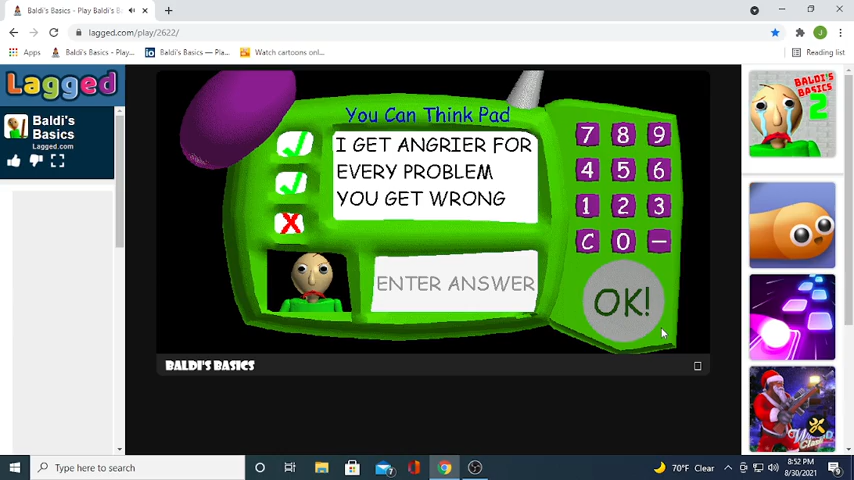 Baldi's Basics - Play Baldi's B
lagged.com/play/2622/
J
Apps
Baldi's Basics - Play...
Baldi's Basics — Pla...
Watch cartoons onl...
Reading list
Lagged
Baldi's
Basics
Lagged.com
You Can Think Pad
I GET ANGRIER FOR
EVERY PROBLEM
YOU GET WRONG
ENTER ANSWER
7 8 9
4 5 6
1 2 3
C 0 –
OK!
BALDI'S BASICS
BALDI'S
BASICS
2
Type here to search
7
70°F Clear
8:52 PM
8/30/2021